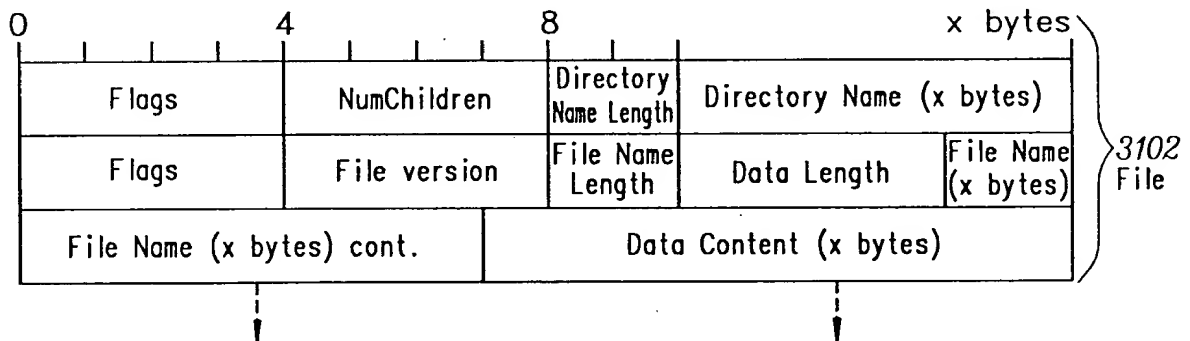 0 4 8 x bytes
Flags NumChildren Directory Name Length Directory Name (x bytes)
Flags File version File Name Length Data Length File Name (x bytes)
3102 File
File Name (x bytes) cont. Data Content (x bytes)